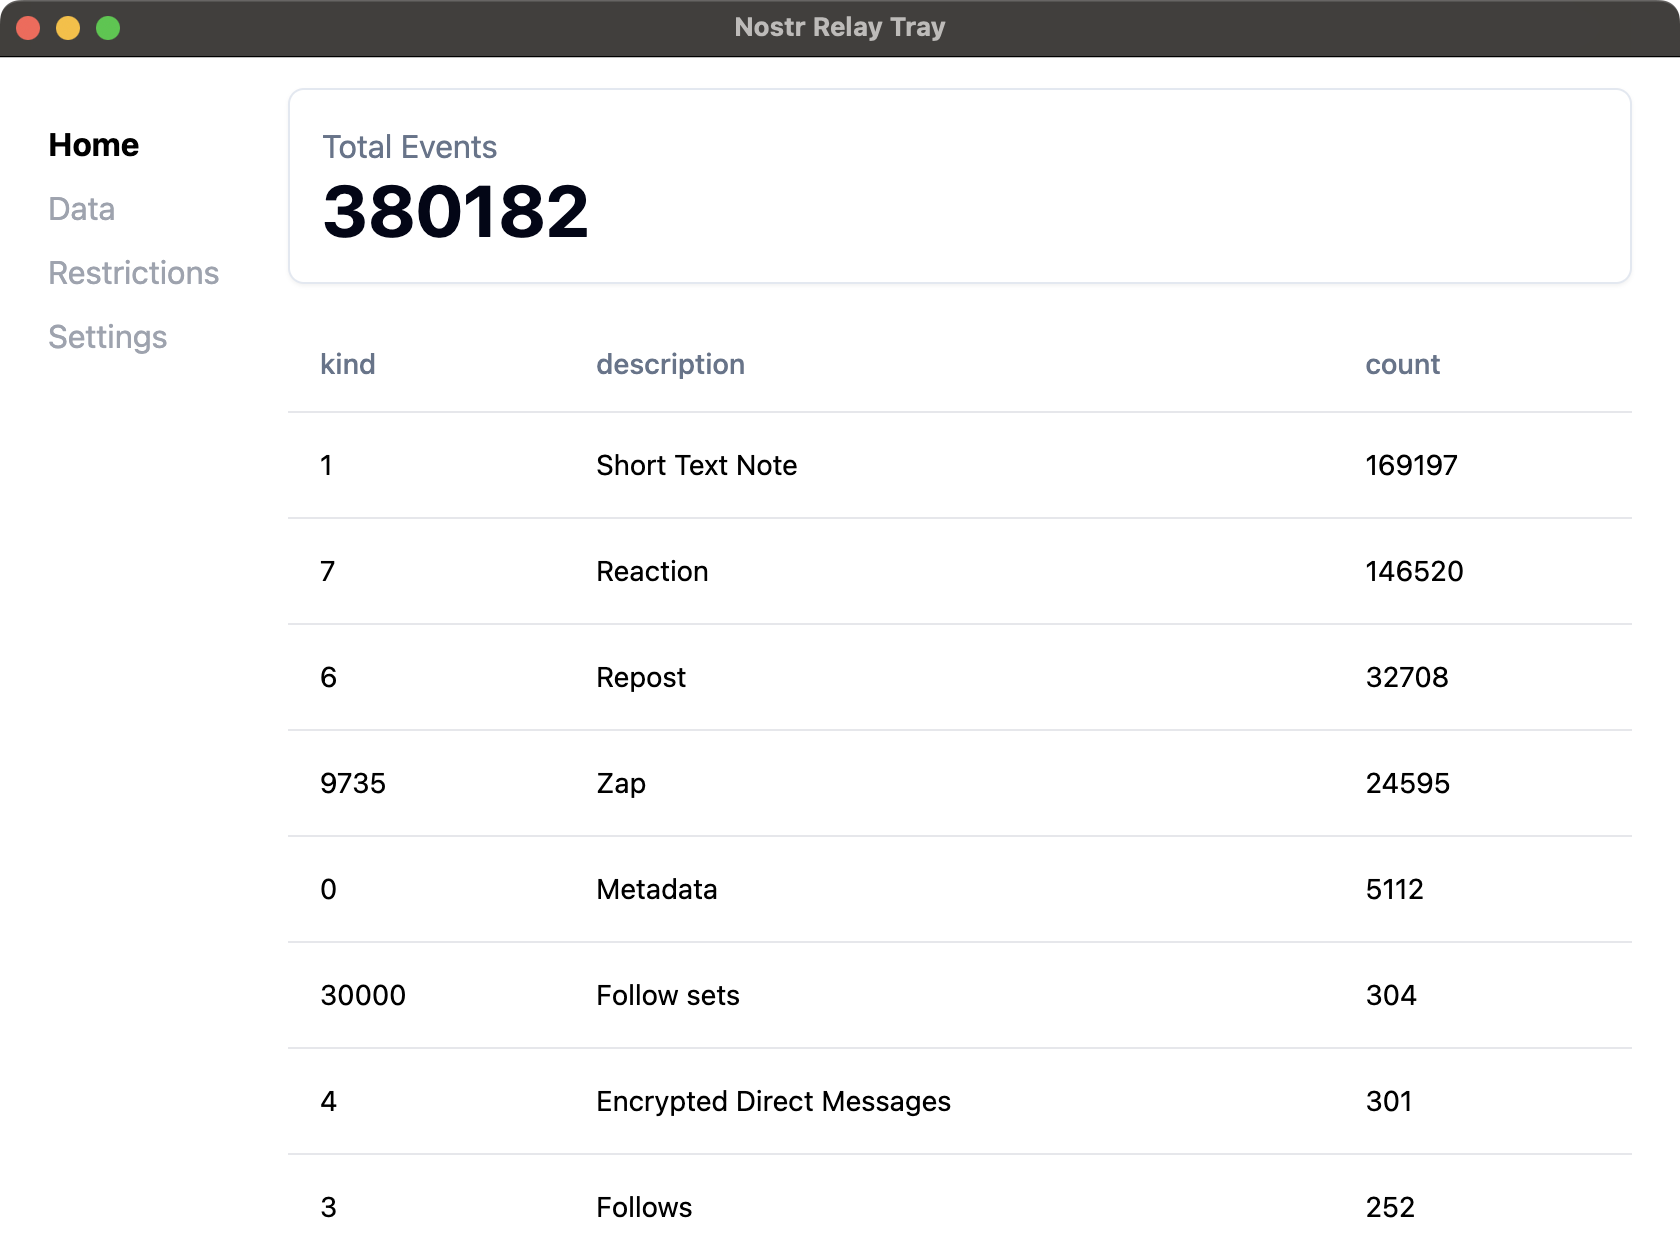 Nostr Relay Tray
Home
Data
Restrictions
Settings
Total Events
380182
kind description count
1 Short Text Note 169197
7 Reaction 146520
6 Repost 32708
9735 Zap 24595
0 Metadata 5112
30000 Follow sets 304
4 Encrypted Direct Messages 301
3 Follows 252